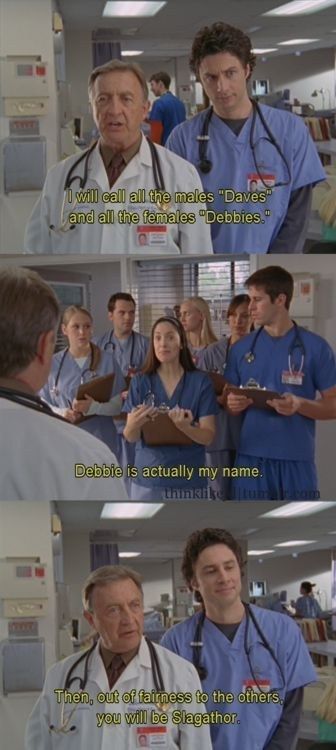 I will call all the males "Daves"
and all the females "Debbies."
Debbie is actually my name.
Then, out of fairness to the others,
you will be Slagathor.